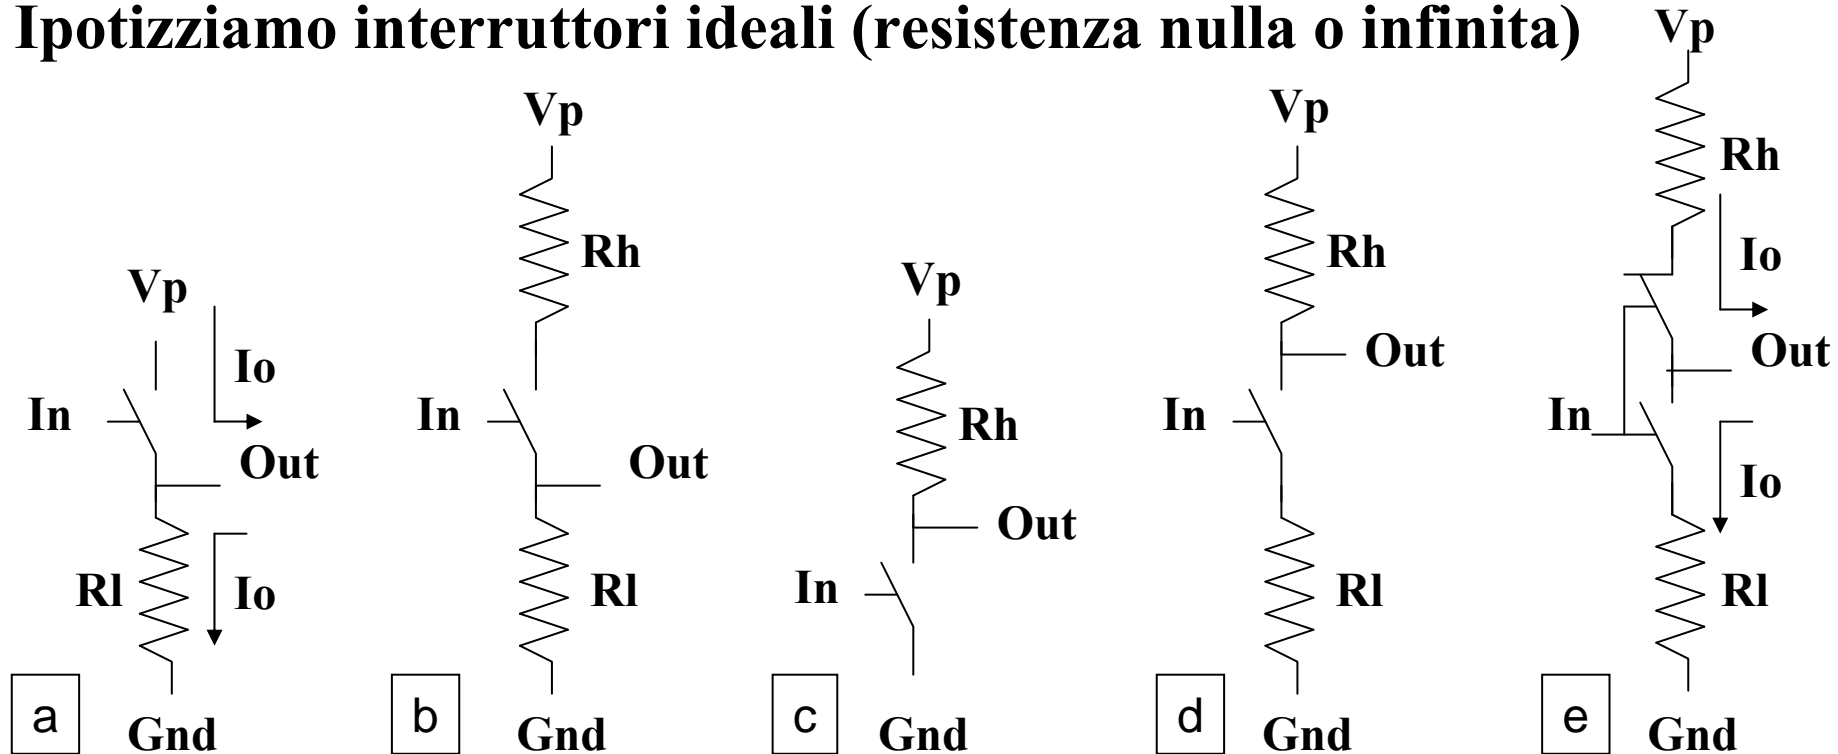 Ipotizziamo interruttori ideali (resistenza nulla o infinita)
Vp
Io
In
Out
Rl
Io
a
Gnd
Vp
Rh
In
Out
Rl
b
Gnd
Vp
Rh
Out
In
c
Gnd
Vp
Rh
Out
In
Rl
d
Gnd
Vp
Rh
Io
Out
In
Io
Rl
e
Gnd